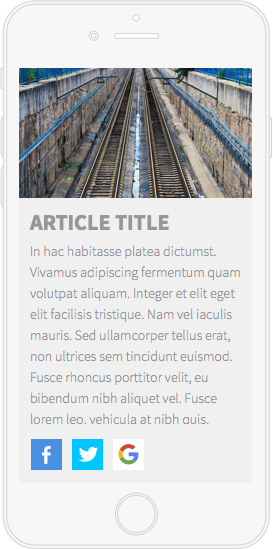 ARTICLE TITLE
In hac habitasse platea dictumst.
Vivamus adipiscing fermentum quam
volutpat aliquam. Integer et elit eget
elit facilisis tristique. Nam vel iaculis
mauris. Sed ullamcorper tellus erat,
non ultrices sem tincidunt euismod.
Fusce rhoncus porttitor velit, eu
bibendum nibh aliquet vel. Fusce
lorem leo, vehicula at nibh quis,
f G